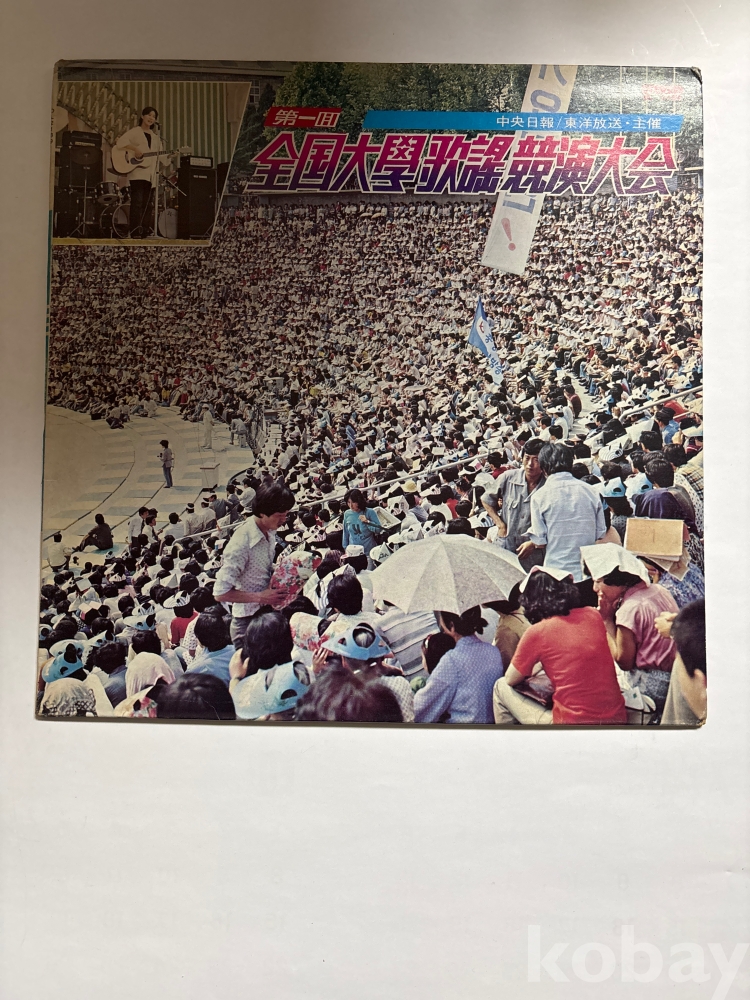 第一回
中央日報/東洋放送·主催
全国大學歌謠競演大会
kobay